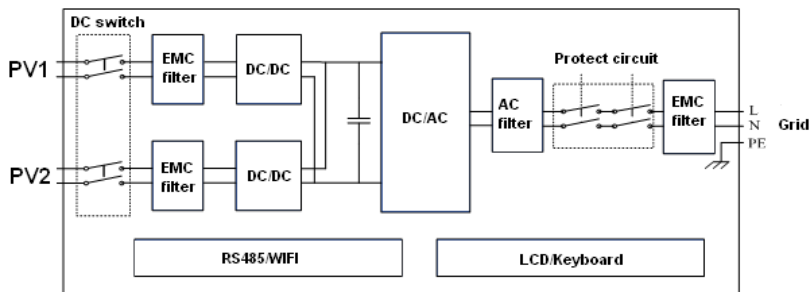 DC switch
PV1
EMC
filter
DC/DC
PV2
EMC
filter
DC/DC
DC/AC
AC
filter
Protect circuit
EMC
filter
L
N
PE
Grid
RS485/WIFI
LCD/Keyboard